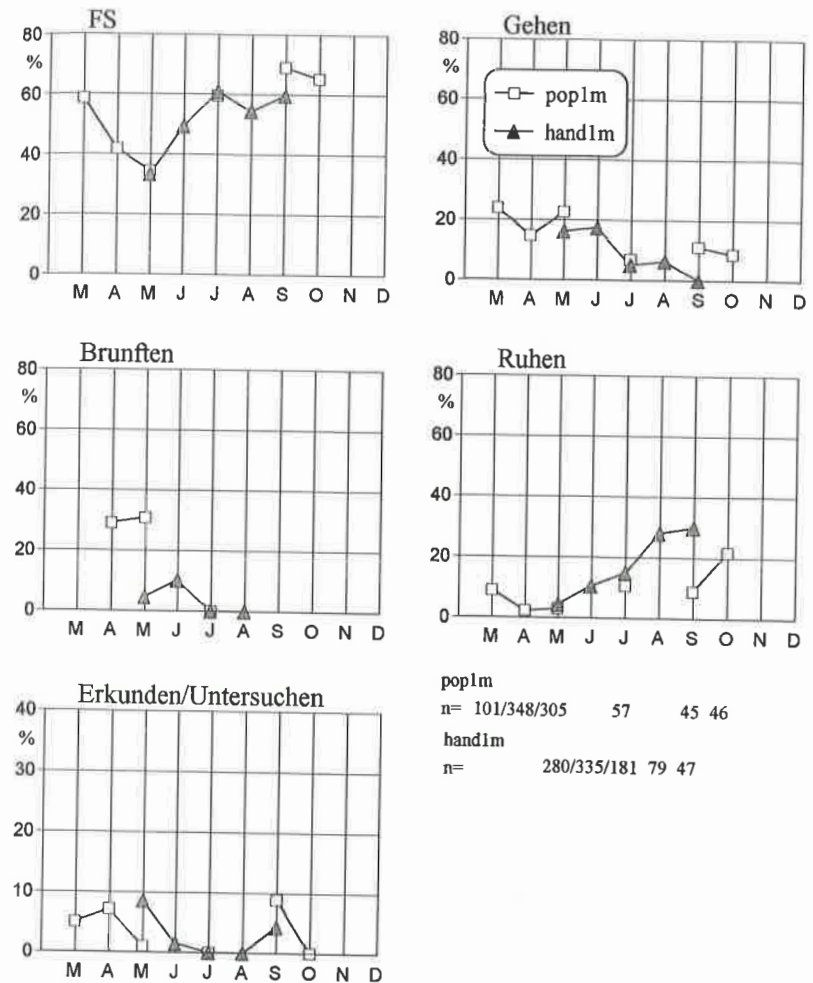 FS
80
%
60
40
20
0
M A M J J A S O N D
Gehen
80
%
60
40
20
0
pop1m
hand1m
M A M J J A S O N D
Brunften
80
%
60
40
20
0
M A M J J A S O N D
Ruhen
80
%
60
40
20
0
M A M J J A S O N D
Erkunden/Untersuchen
40
%
30
20
10
0
M A M J J A S O N D
pop1m
n= 101/348/305 57 45 46
hand1m
n= 280/335/181 79 47